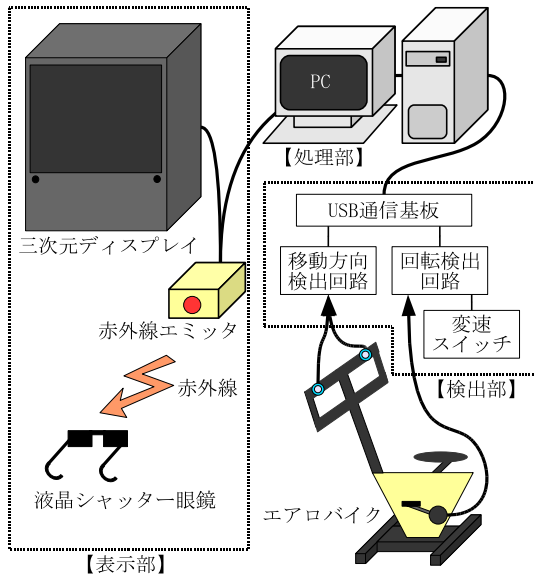 PC
【処理部】
USB通信基板
三次元ディスプレイ
移動方向
検出回路
回転検出
回路
赤外線エミッタ
変速
スイッチ
赤外線
【検出部】
液晶シャッター眼鏡
エアロバイク
【表示部】